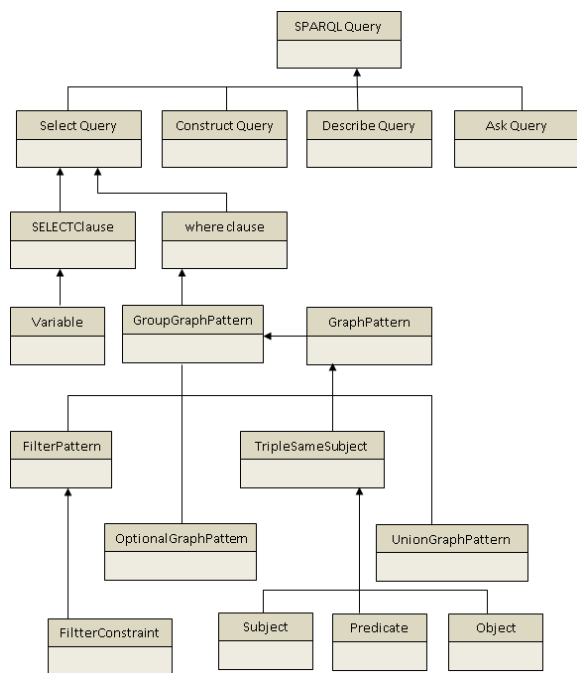 SPARQL Query
Select Query
Construct Query
Describe Query
Ask Query
SELECTClause
where clause
Variable
GroupGraphPattern
GraphPattern
FilterPattern
TripleSameSubject
OptionalGraphPattern
UnionGraphPattern
FiltterConstraint
Subject
Predicate
Object